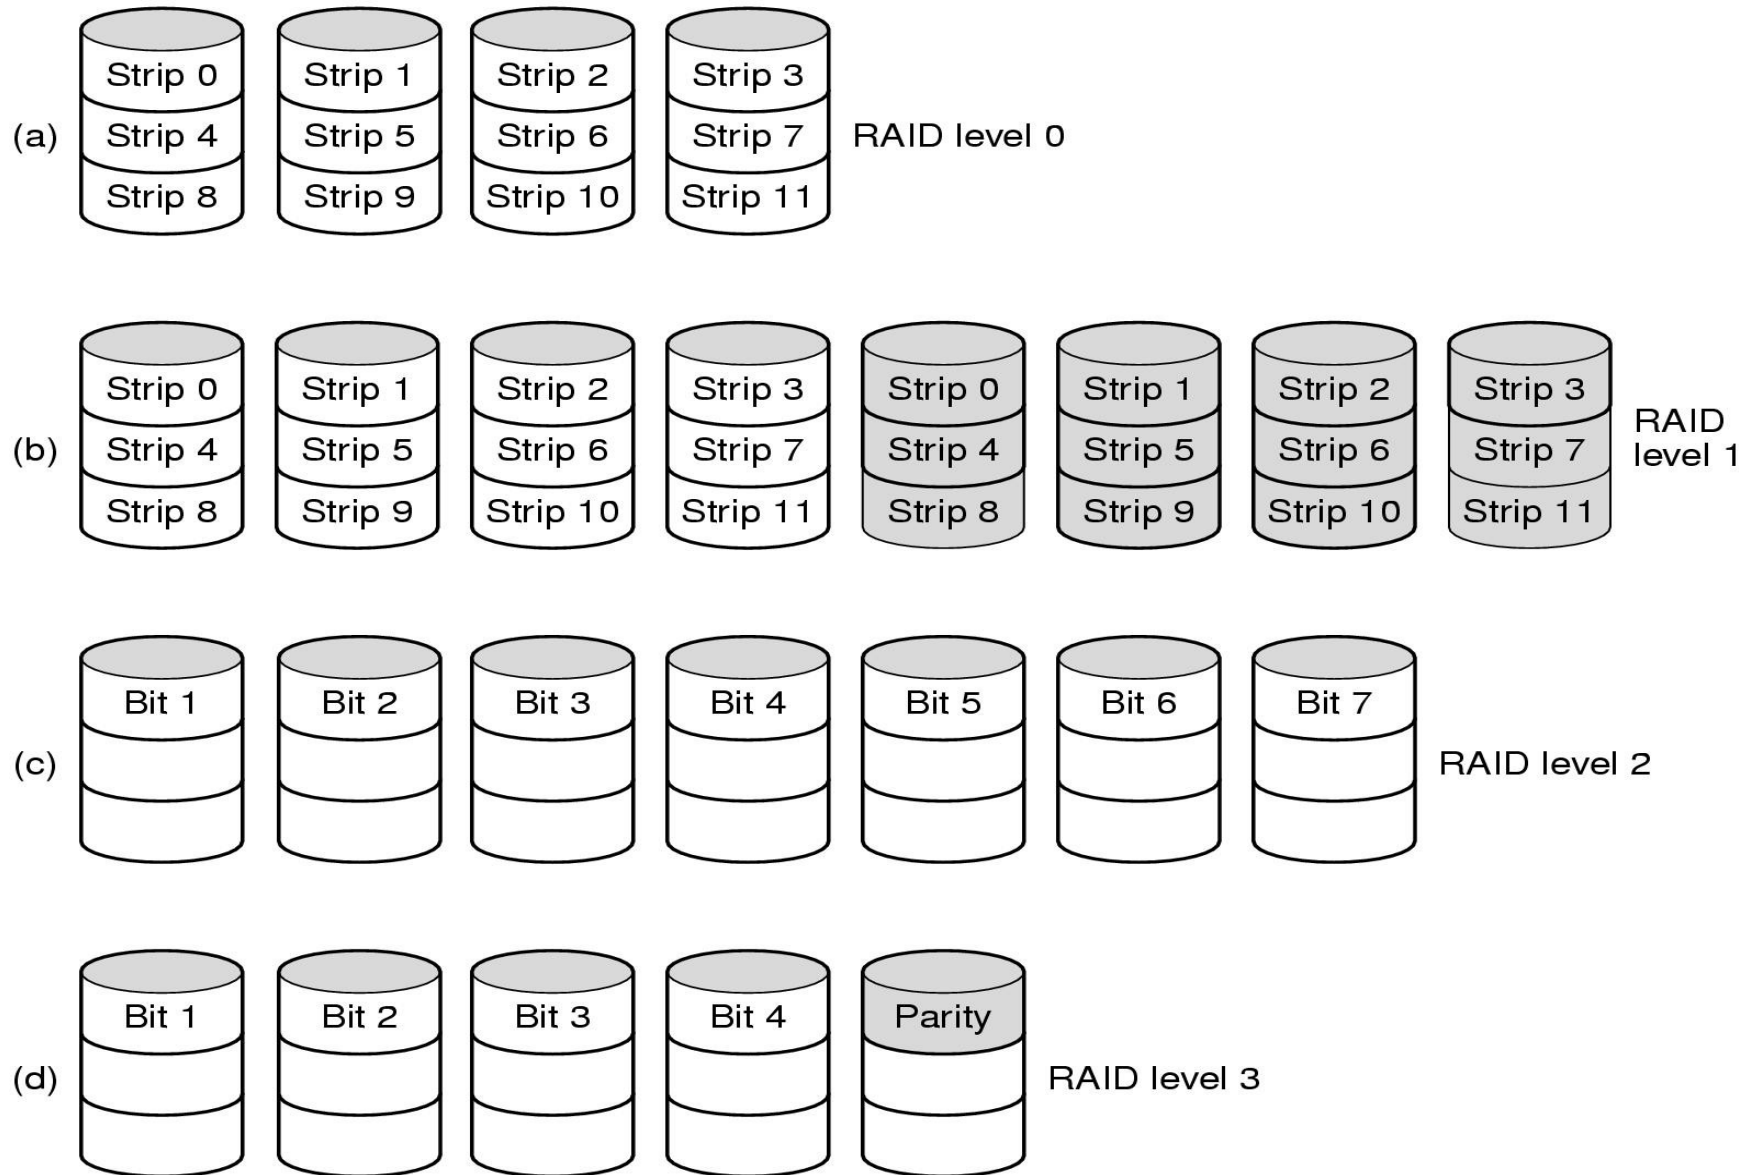 Strip 0 Strip 1 Strip 2 Strip 3
(a) Strip 4 Strip 5 Strip 6 Strip 7 RAID level 0
Strip 8 Strip 9 Strip 10 Strip 11
Strip 0 Strip 1 Strip 2 Strip 3 Strip 0 Strip 1 Strip 2 Strip 3
(b) Strip 4 Strip 5 Strip 6 Strip 7 Strip 4 Strip 5 Strip 6 Strip 7 RAID
level 1
Strip 8 Strip 9 Strip 10 Strip 11 Strip 8 Strip 9 Strip 10 Strip 11
Bit 1 Bit 2 Bit 3 Bit 4 Bit 5 Bit 6 Bit 7
(c) RAID level 2
Bit 1 Bit 2 Bit 3 Bit 4 Parity
(d) RAID level 3